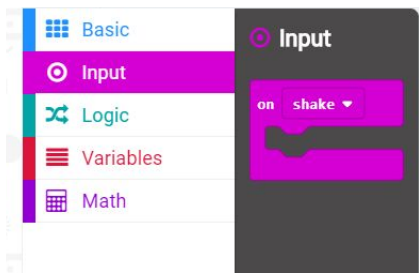 Basic
Input
Logic
Variables
Math
Input
on shake